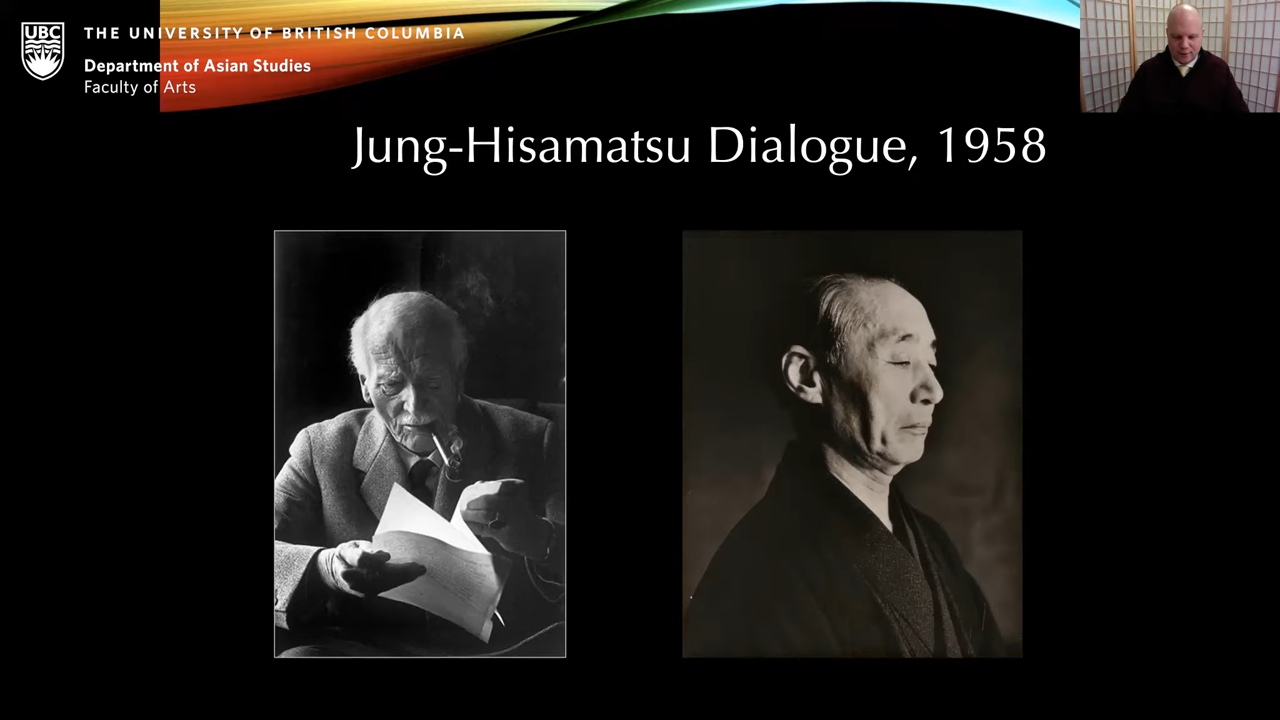 UBC
THE UNIVERSITY OF BRITISH COLUMBIA
Department of Asian Studies
Faculty of Arts
Jung-Hisamatsu Dialogue, 1958